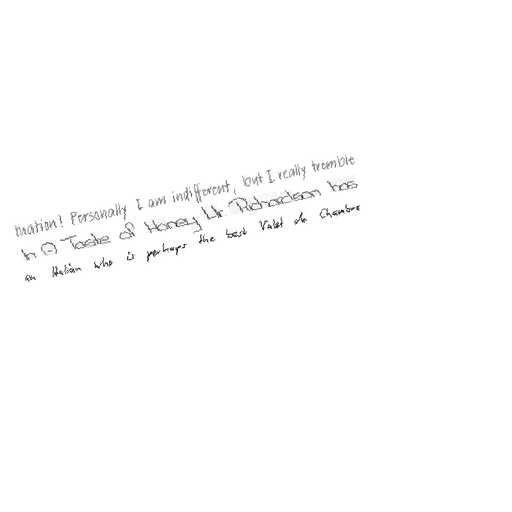 mation! Personally I am indifferent, but I really tremble
In a Taste of Honey Mr. Richardson has
an Italian who is perhaps the best Valet de Chambre